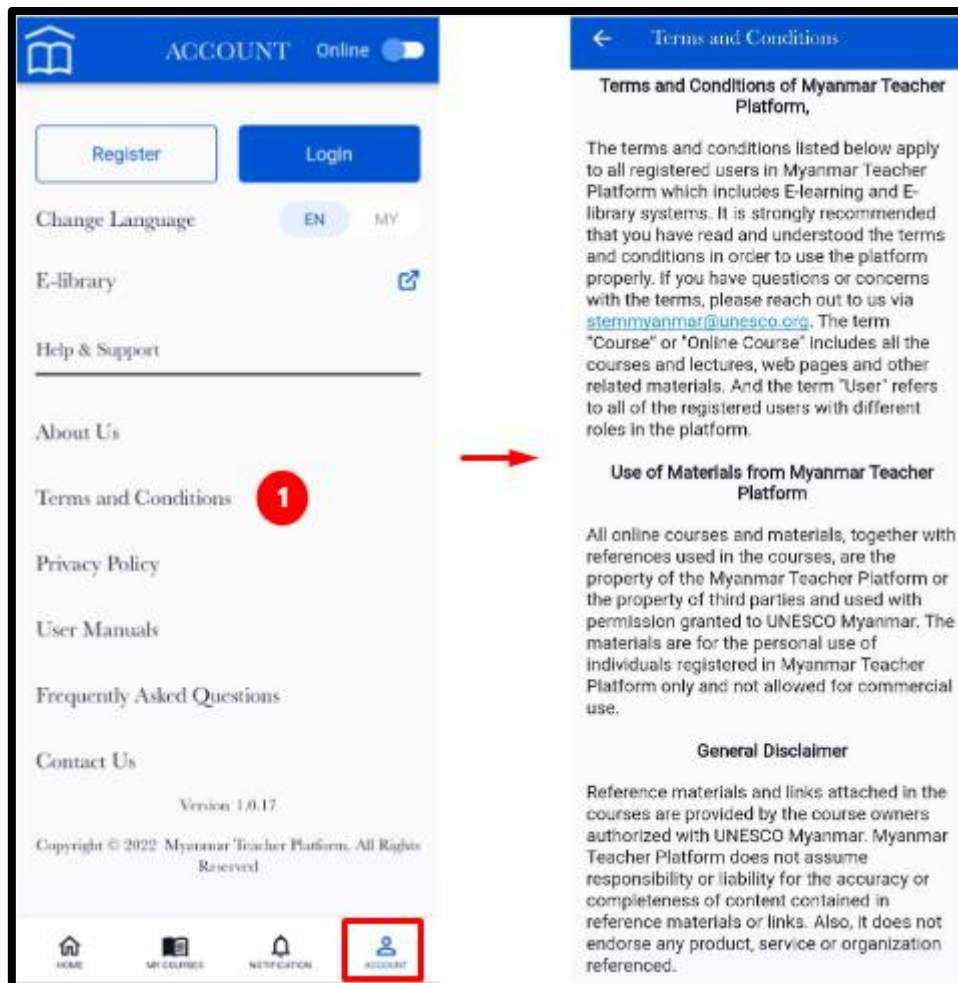 ACCOUNT
Online
Register
Login
Change Language
EN
MY
E-library
Help & Support
About Us
Terms and Conditions
1
Privacy Policy
User Manuals
Frequently Asked Questions
Contact Us
Version 1.0.17
Copyright © 2022 Myanmar Teacher Platform. All Rights
Reserved
HOME
MY COURSES
NOTIFICATION
ACCOUNT
Terms and Conditions
Terms and Conditions of Myanmar Teacher
Platform,
The terms and conditions listed below apply
to all registered users in Myanmar Teacher
Platform which includes E-learning and E-
library systems. It is strongly recommended
that you have read and understood the terms
and conditions in order to use the platform
properly. If you have questions or concerns
with the terms, please reach out to us via
stemmyanmar@unesco.org. The term
"Course" or "Online Course" includes all the
courses and lectures, web pages and other
related materials. And the term "User" refers
to all of the registered users with different
roles in the platform.
Use of Materials from Myanmar Teacher
Platform
All online courses and materials, together with
references used in the courses, are the
property of the Myanmar Teacher Platform or
the property of third parties and used with
permission granted to UNESCO Myanmar. The
materials are for the personal use of
individuals registered in Myanmar Teacher
Platform only and not allowed for commercial
use.
General Disclaimer
Reference materials and links attached in the
courses are provided by the course owners
authorized with UNESCO Myanmar. Myanmar
Teacher Platform does not assume
responsibility or liability for the accuracy or
completeness of content contained in
reference materials or links. Also, it does not
endorse any product, service or organization
referenced.